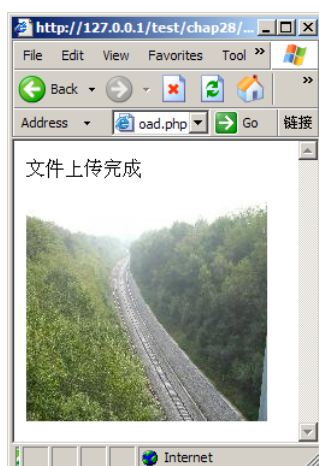 http://127.0.0.1/test/chap28/...
File Edit View Favorites Tool »
Back »
Address oad.php Go 链接
文件上传完成
Internet